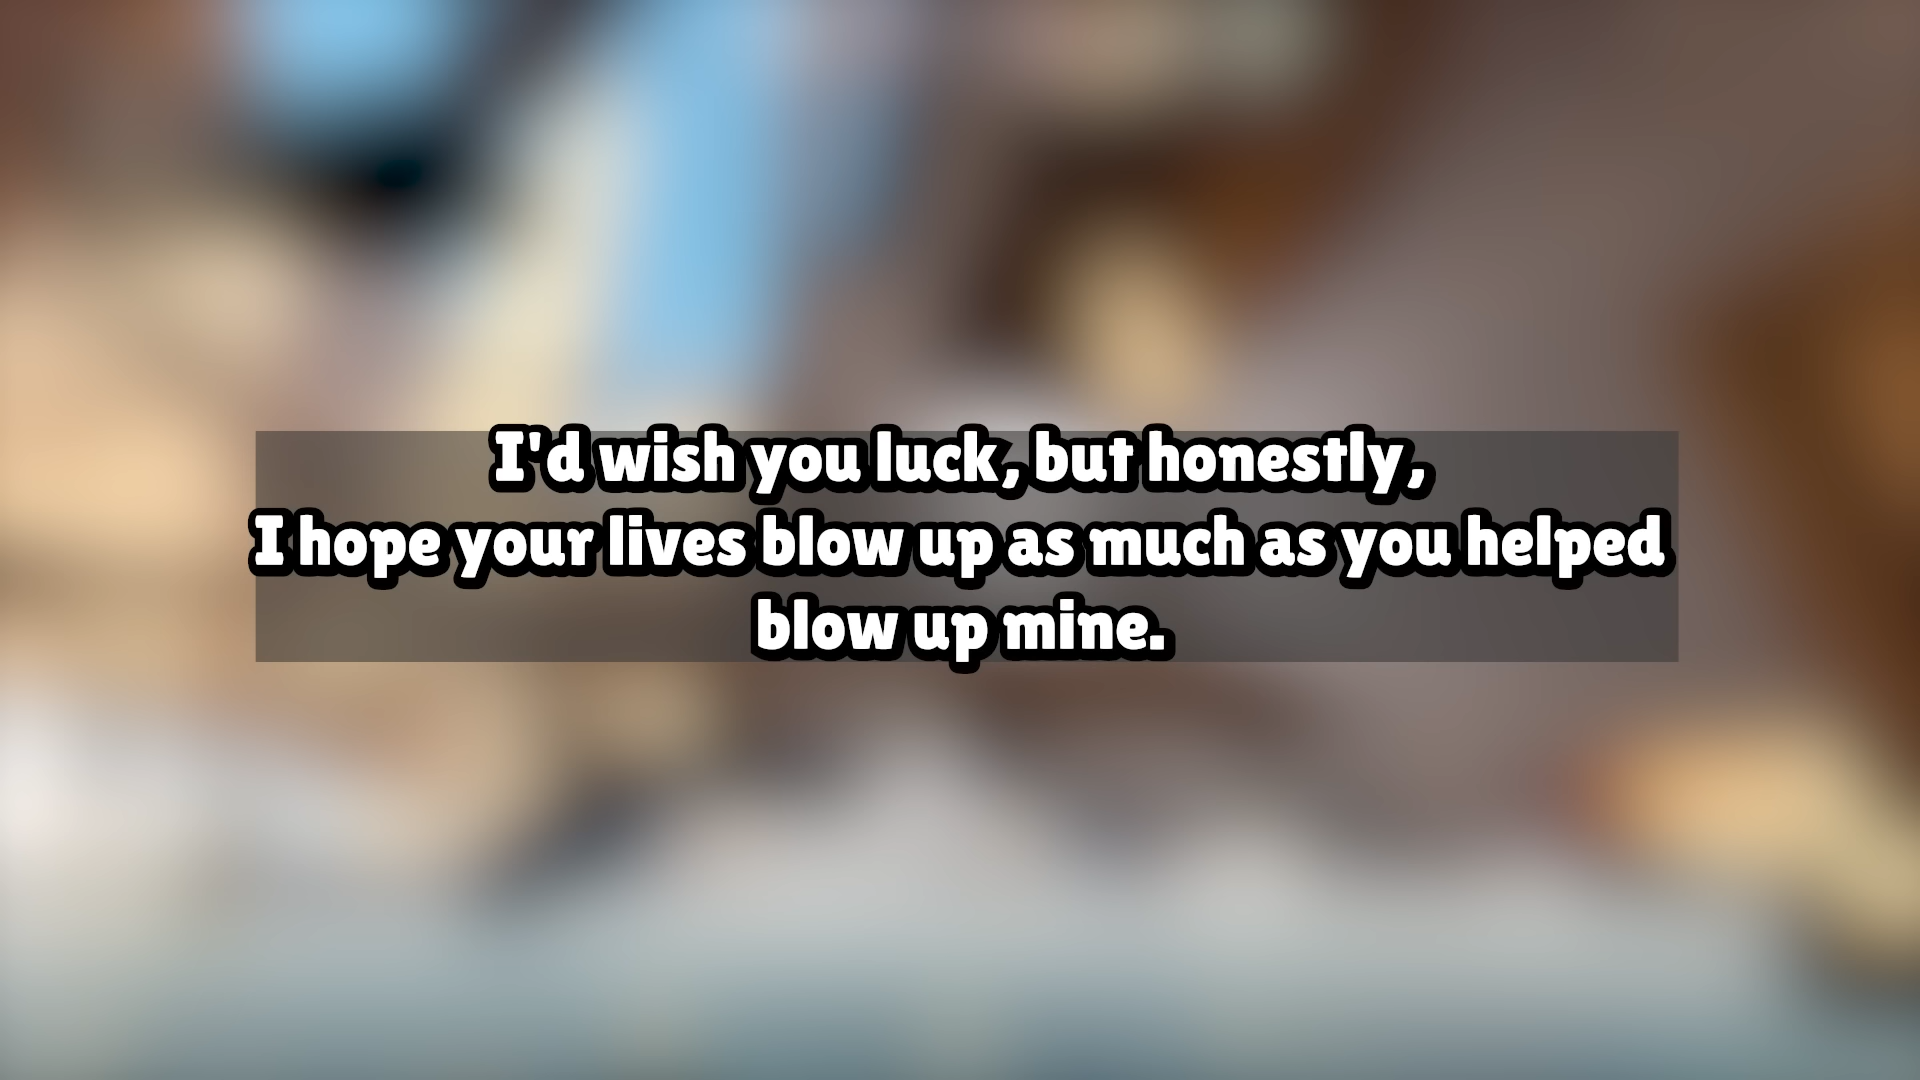 I'd wish you luck, but honestly,
I hope your lives blow up as much as you helped
blow up mine.